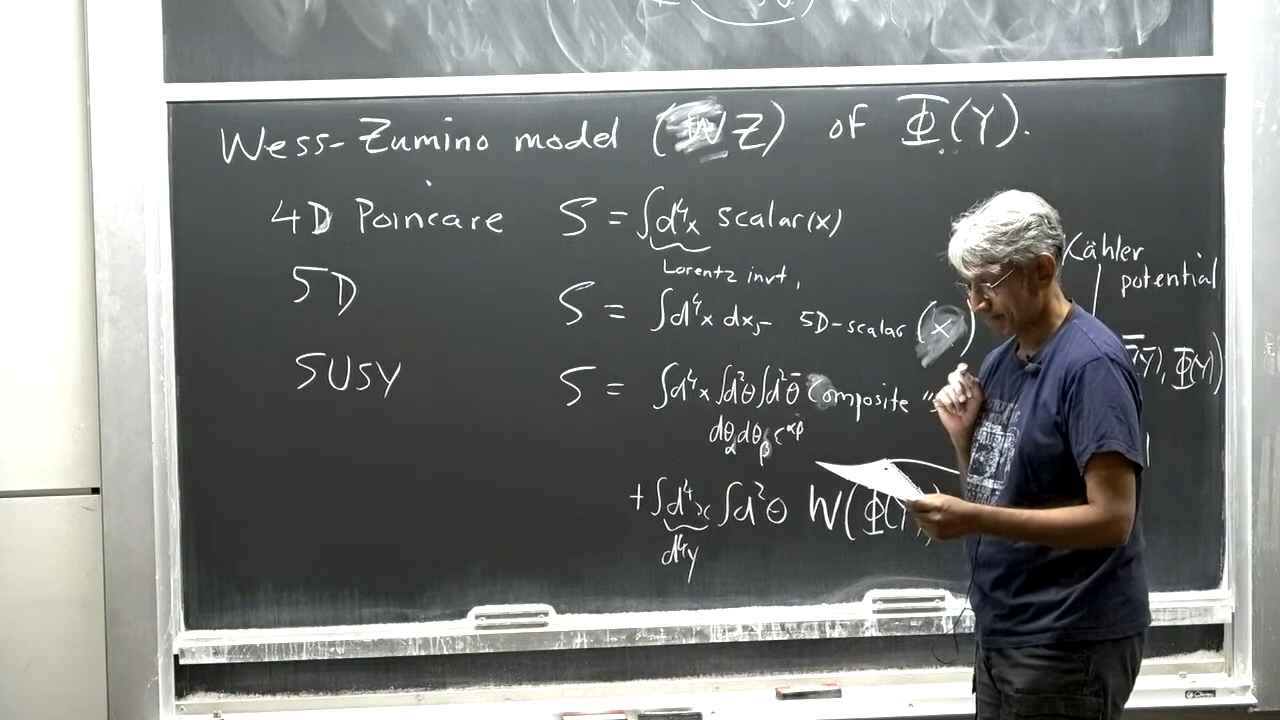 Wess-Zumino model (WZ) of Φ(Y).
4D Poincare S = ∫d⁴x scalar(x)
Lorentz invt,
Kähler
potential
5D S = ∫d⁴x dx₅ 5D-scalar (X)
SUSY S = ∫d⁴x ∫d²θ∫d²θ̄ Composite " Ȳ), Φ(Y)
dθ_α dθ_β ε^{αβ}
+ ∫d⁴x ∫d²θ W(Φ(Y
d⁴y